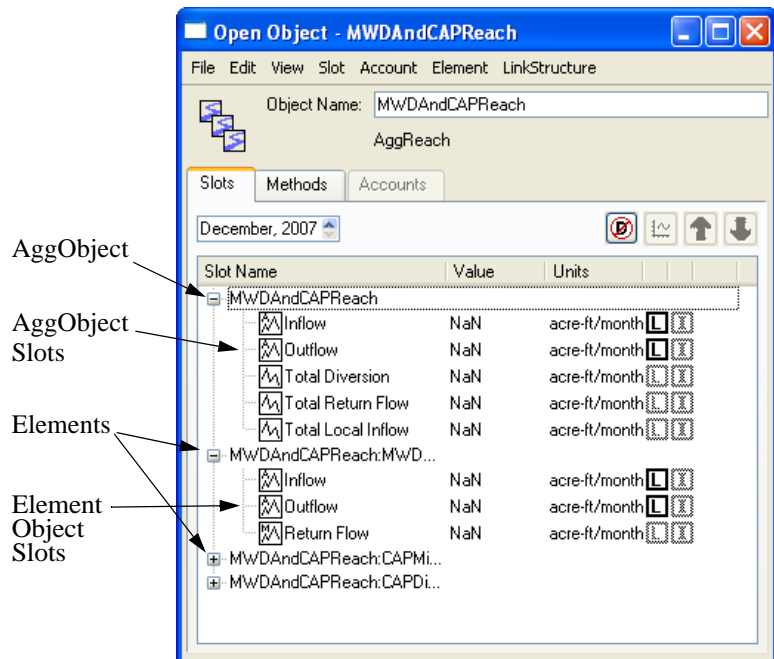 Open Object - MWDAndCAPReach
File Edit View Slot Account Element LinkStructure
Object Name: MWDAndCAPReach
AggReach
Slots Methods Accounts
December, 2007
AggObject
Slot Name Value Units
MWDAndCAPReach
AggObject
Slots
Inflow NaN acre-ft/month L I
Outflow NaN acre-ft/month L I
Total Diversion NaN acre-ft/month L I
Total Return Flow NaN acre-ft/month L I
Total Local Inflow NaN acre-ft/month L I
Elements
MWDAndCAPReach:MWD...
Element
Object
Slots
Inflow NaN acre-ft/month L I
Outflow NaN acre-ft/month L I
Return Flow NaN acre-ft/month L I
MWDAndCAPReach:CAPMi...
MWDAndCAPReach:CAPDi...